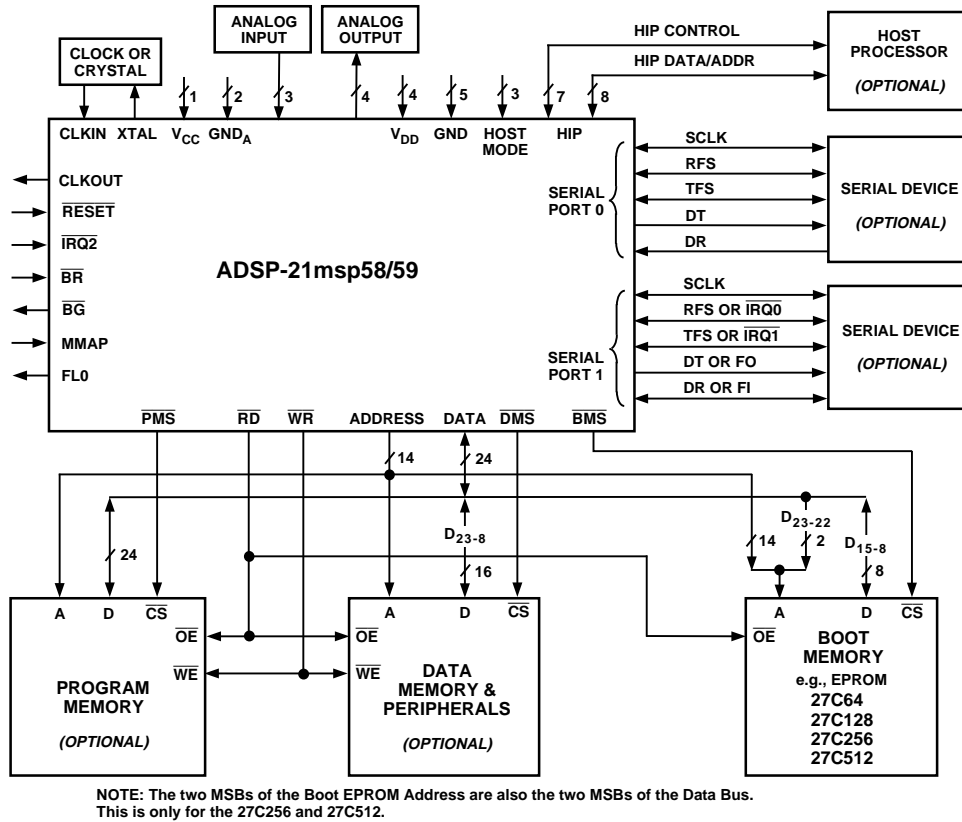 CLOCK OR
CRYSTAL
ANALOG
INPUT
ANALOG
OUTPUT
HIP CONTROL
HIP DATA/ADDR
HOST
PROCESSOR
(OPTIONAL)
1
2
3
4
4
5
3
7
8
CLKIN
XTAL
VCC
GNDA
VDD
GND
HOST
MODE
HIP
CLKOUT
RESET
IRQ2
BR
BG
MMAP
FL0
ADSP-21msp58/59
SERIAL
PORT 0
SCLK
RFS
TFS
DT
DR
SERIAL DEVICE
(OPTIONAL)
SERIAL
PORT 1
SCLK
RFS OR IRQ0
TFS OR IRQ1
DT OR FO
DR OR FI
SERIAL DEVICE
(OPTIONAL)
PMS
RD
WR
ADDRESS
DATA
DMS
BMS
14
24
24
D23-8
16
14
D23-22
2
D15-8
8
A
D
CS
OE
WE
PROGRAM
MEMORY
(OPTIONAL)
A
D
CS
OE
WE
DATA
MEMORY &
PERIPHERALS
(OPTIONAL)
A
D
CS
OE
BOOT
MEMORY
e.g., EPROM
27C64
27C128
27C256
27C512
NOTE: The two MSBs of the Boot EPROM Address are also the two MSBs of the Data Bus.
This is only for the 27C256 and 27C512.